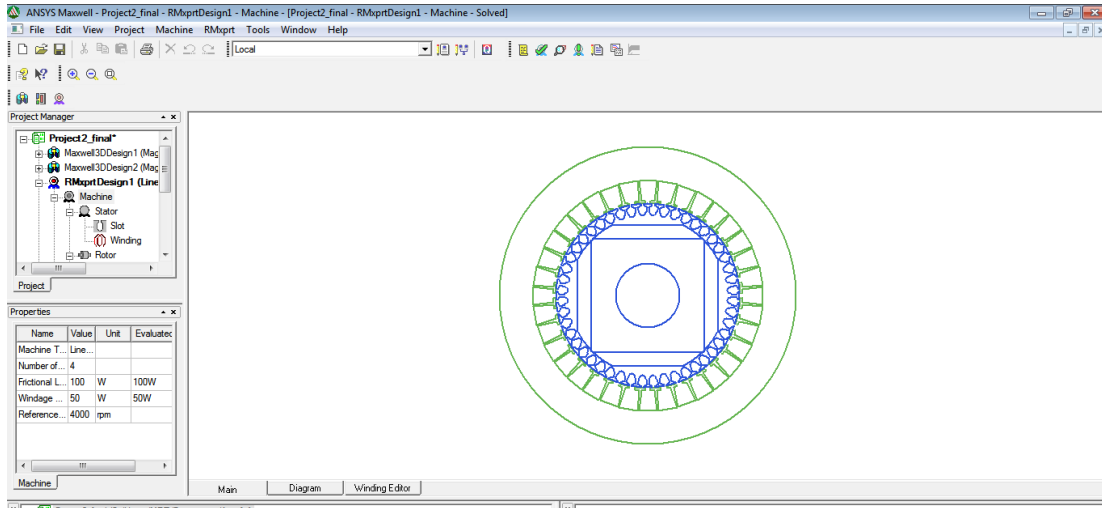 ANSYS Maxwell - Project2_final - RMxprtDesign1 - Machine - [Project2_final - RMxprtDesign1 - Machine - Solved]
File Edit View Project Machine RMxprt Tools Window Help
Local
Project Manager
Project2_final*
Maxwell3DDesign1 (Mag
Maxwell3DDesign2 (Mag
RMxprtDesign1 (Line
Machine
Stator
Slot
Winding
Rotor
Project
Properties
Name Value Unit Evaluated
Machine T... Line...
Number of... 4
Frictional L... 100 W 100W
Windage ... 50 W 50W
Reference... 4000 rpm
Machine
Main Diagram Winding Editor